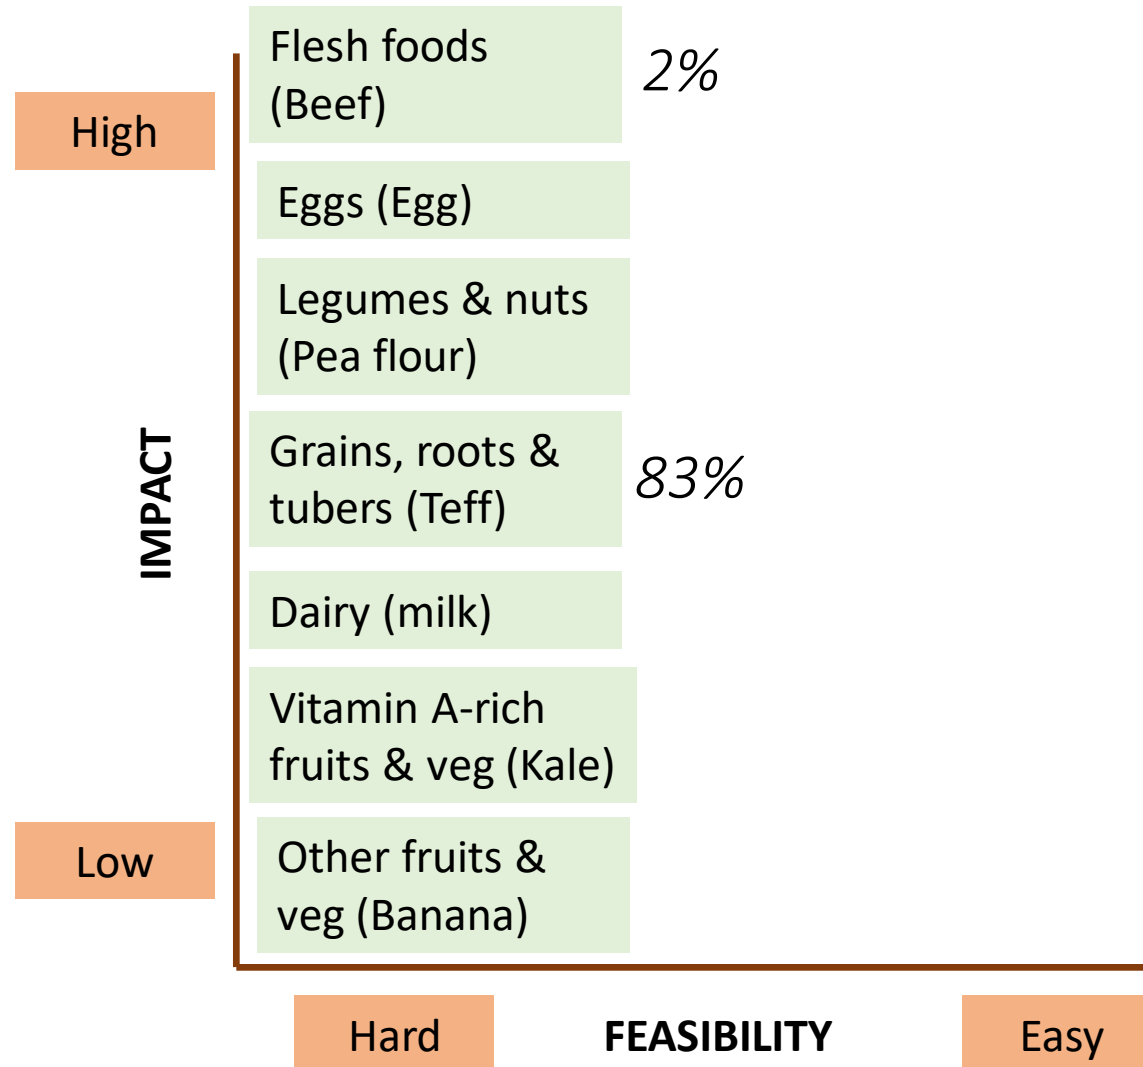 Flesh foods
(Beef)
2%
High
Eggs (Egg)
Legumes & nuts
(Pea flour)
IMPACT
Grains, roots &
tubers (Teff)
83%
Dairy (milk)
Vitamin A-rich
fruits & veg (Kale)
Low
Other fruits &
veg (Banana)
Hard
FEASIBILITY
Easy